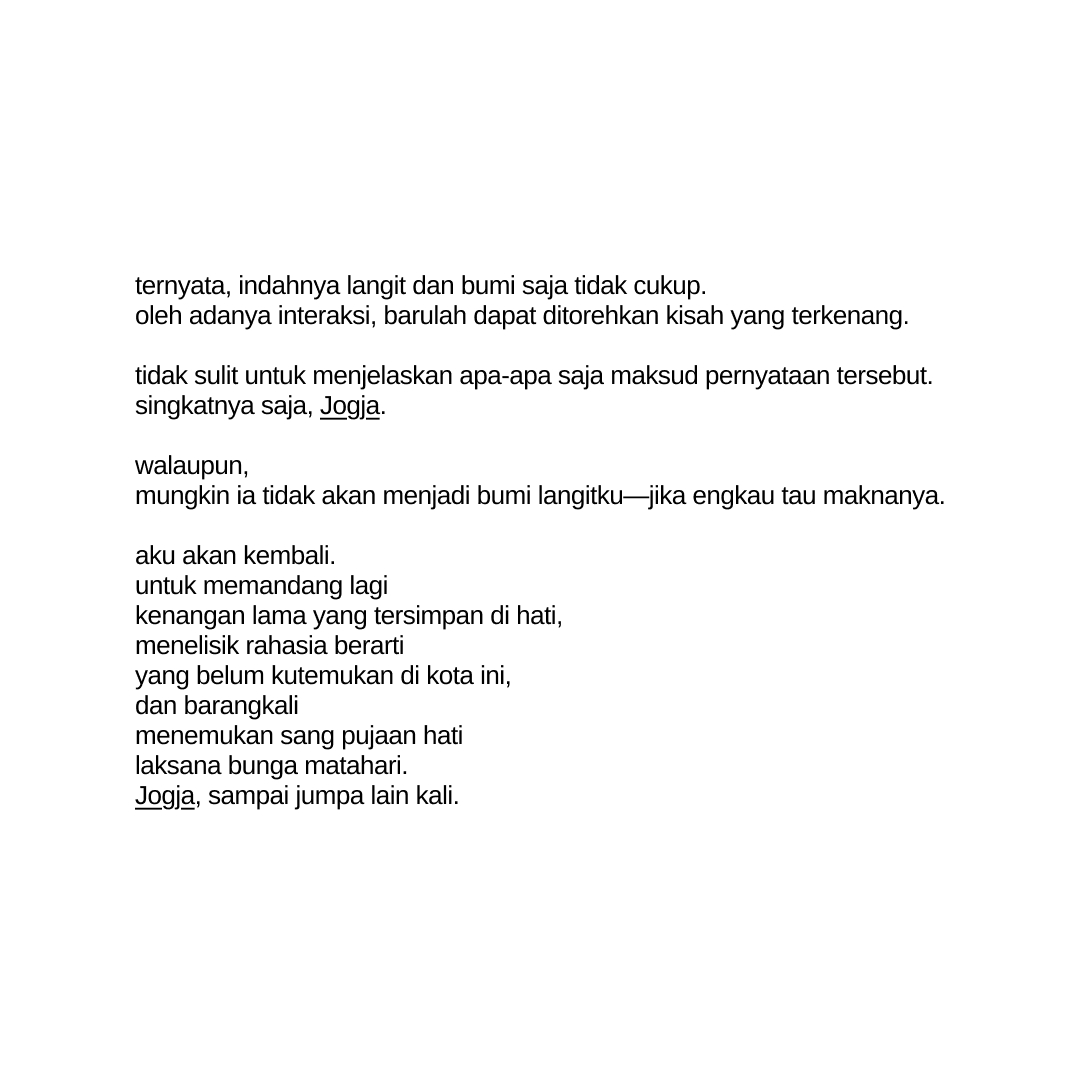 ternyata, indahnya langit dan bumi saja tidak cukup.
oleh adanya interaksi, barulah dapat ditorehkan kisah yang terkenang.
tidak sulit untuk menjelaskan apa-apa saja maksud pernyataan tersebut.
singkatnya saja, Jogja.
walaupun,
mungkin ia tidak akan menjadi bumi langitku—jika engkau tau maknanya.
aku akan kembali.
untuk memandang lagi
kenangan lama yang tersimpan di hati,
menelisik rahasia berarti
yang belum kutemukan di kota ini,
dan barangkali
menemukan sang pujaan hati
laksana bunga matahari.
Jogja, sampai jumpa lain kali.